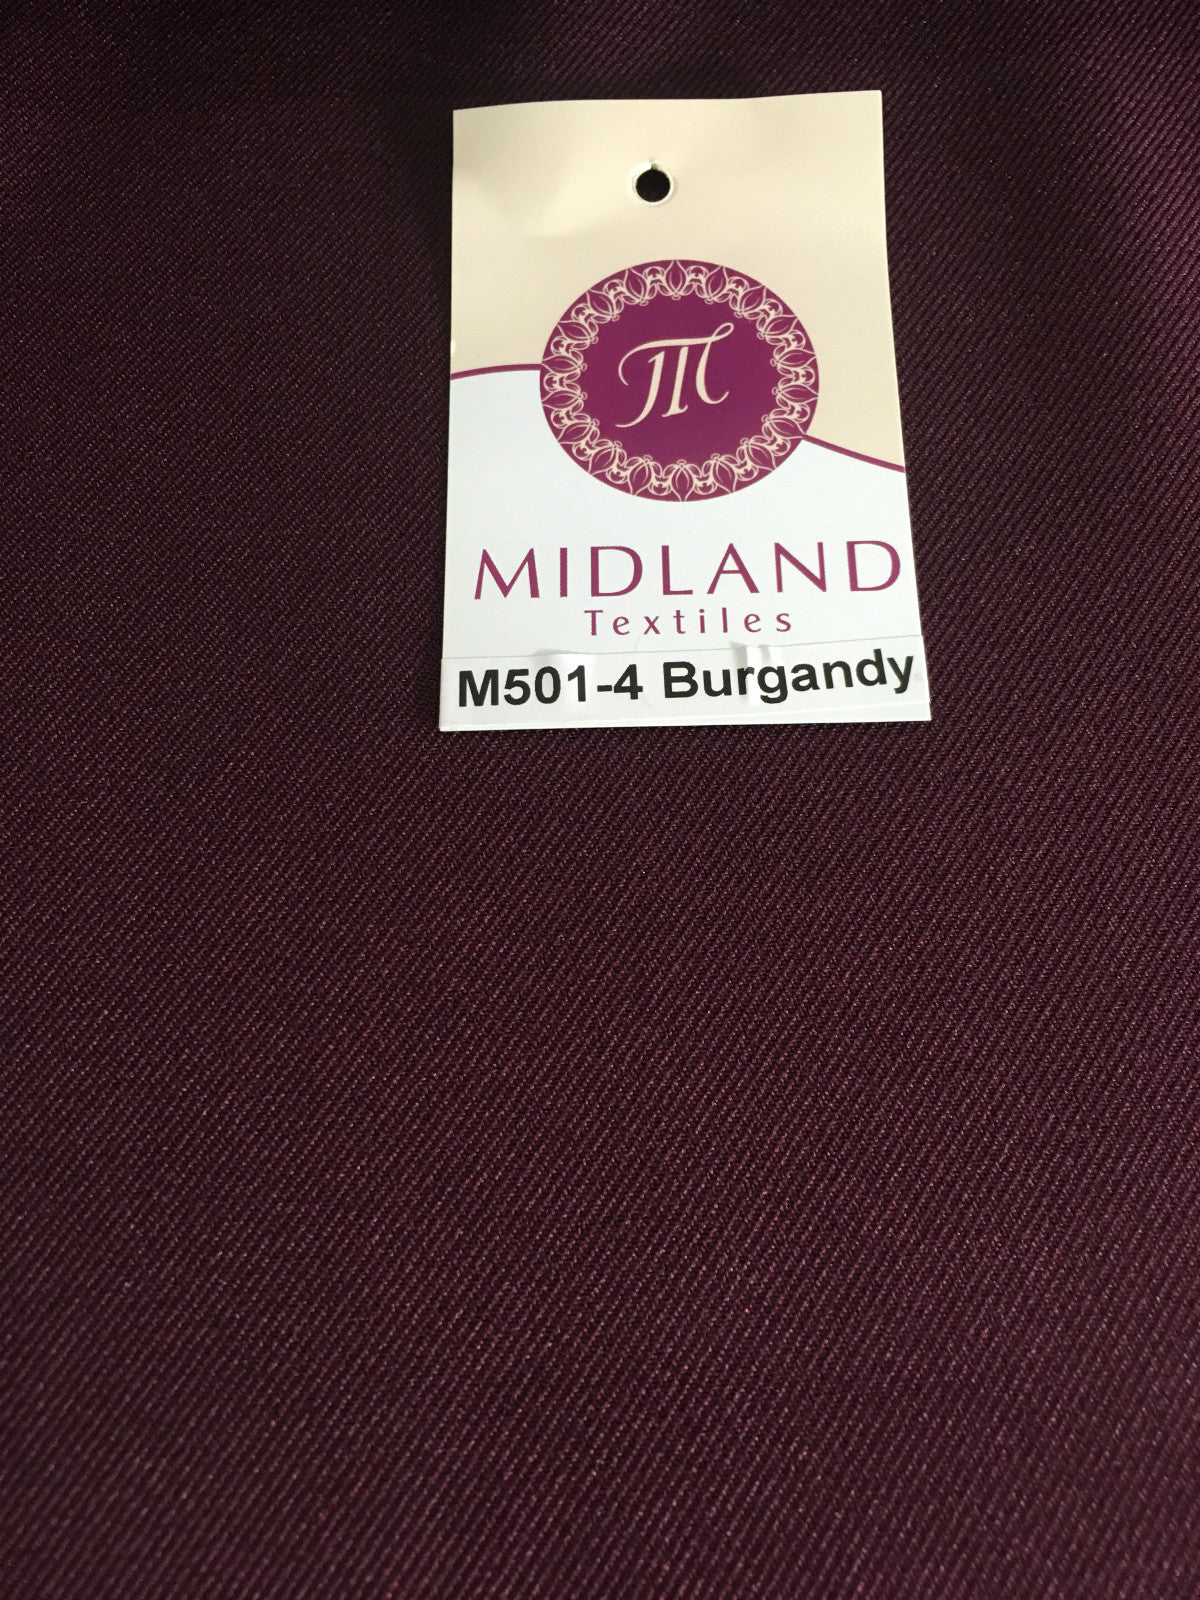 M
MIDLAND
Textiles
M501-4 Burgandy